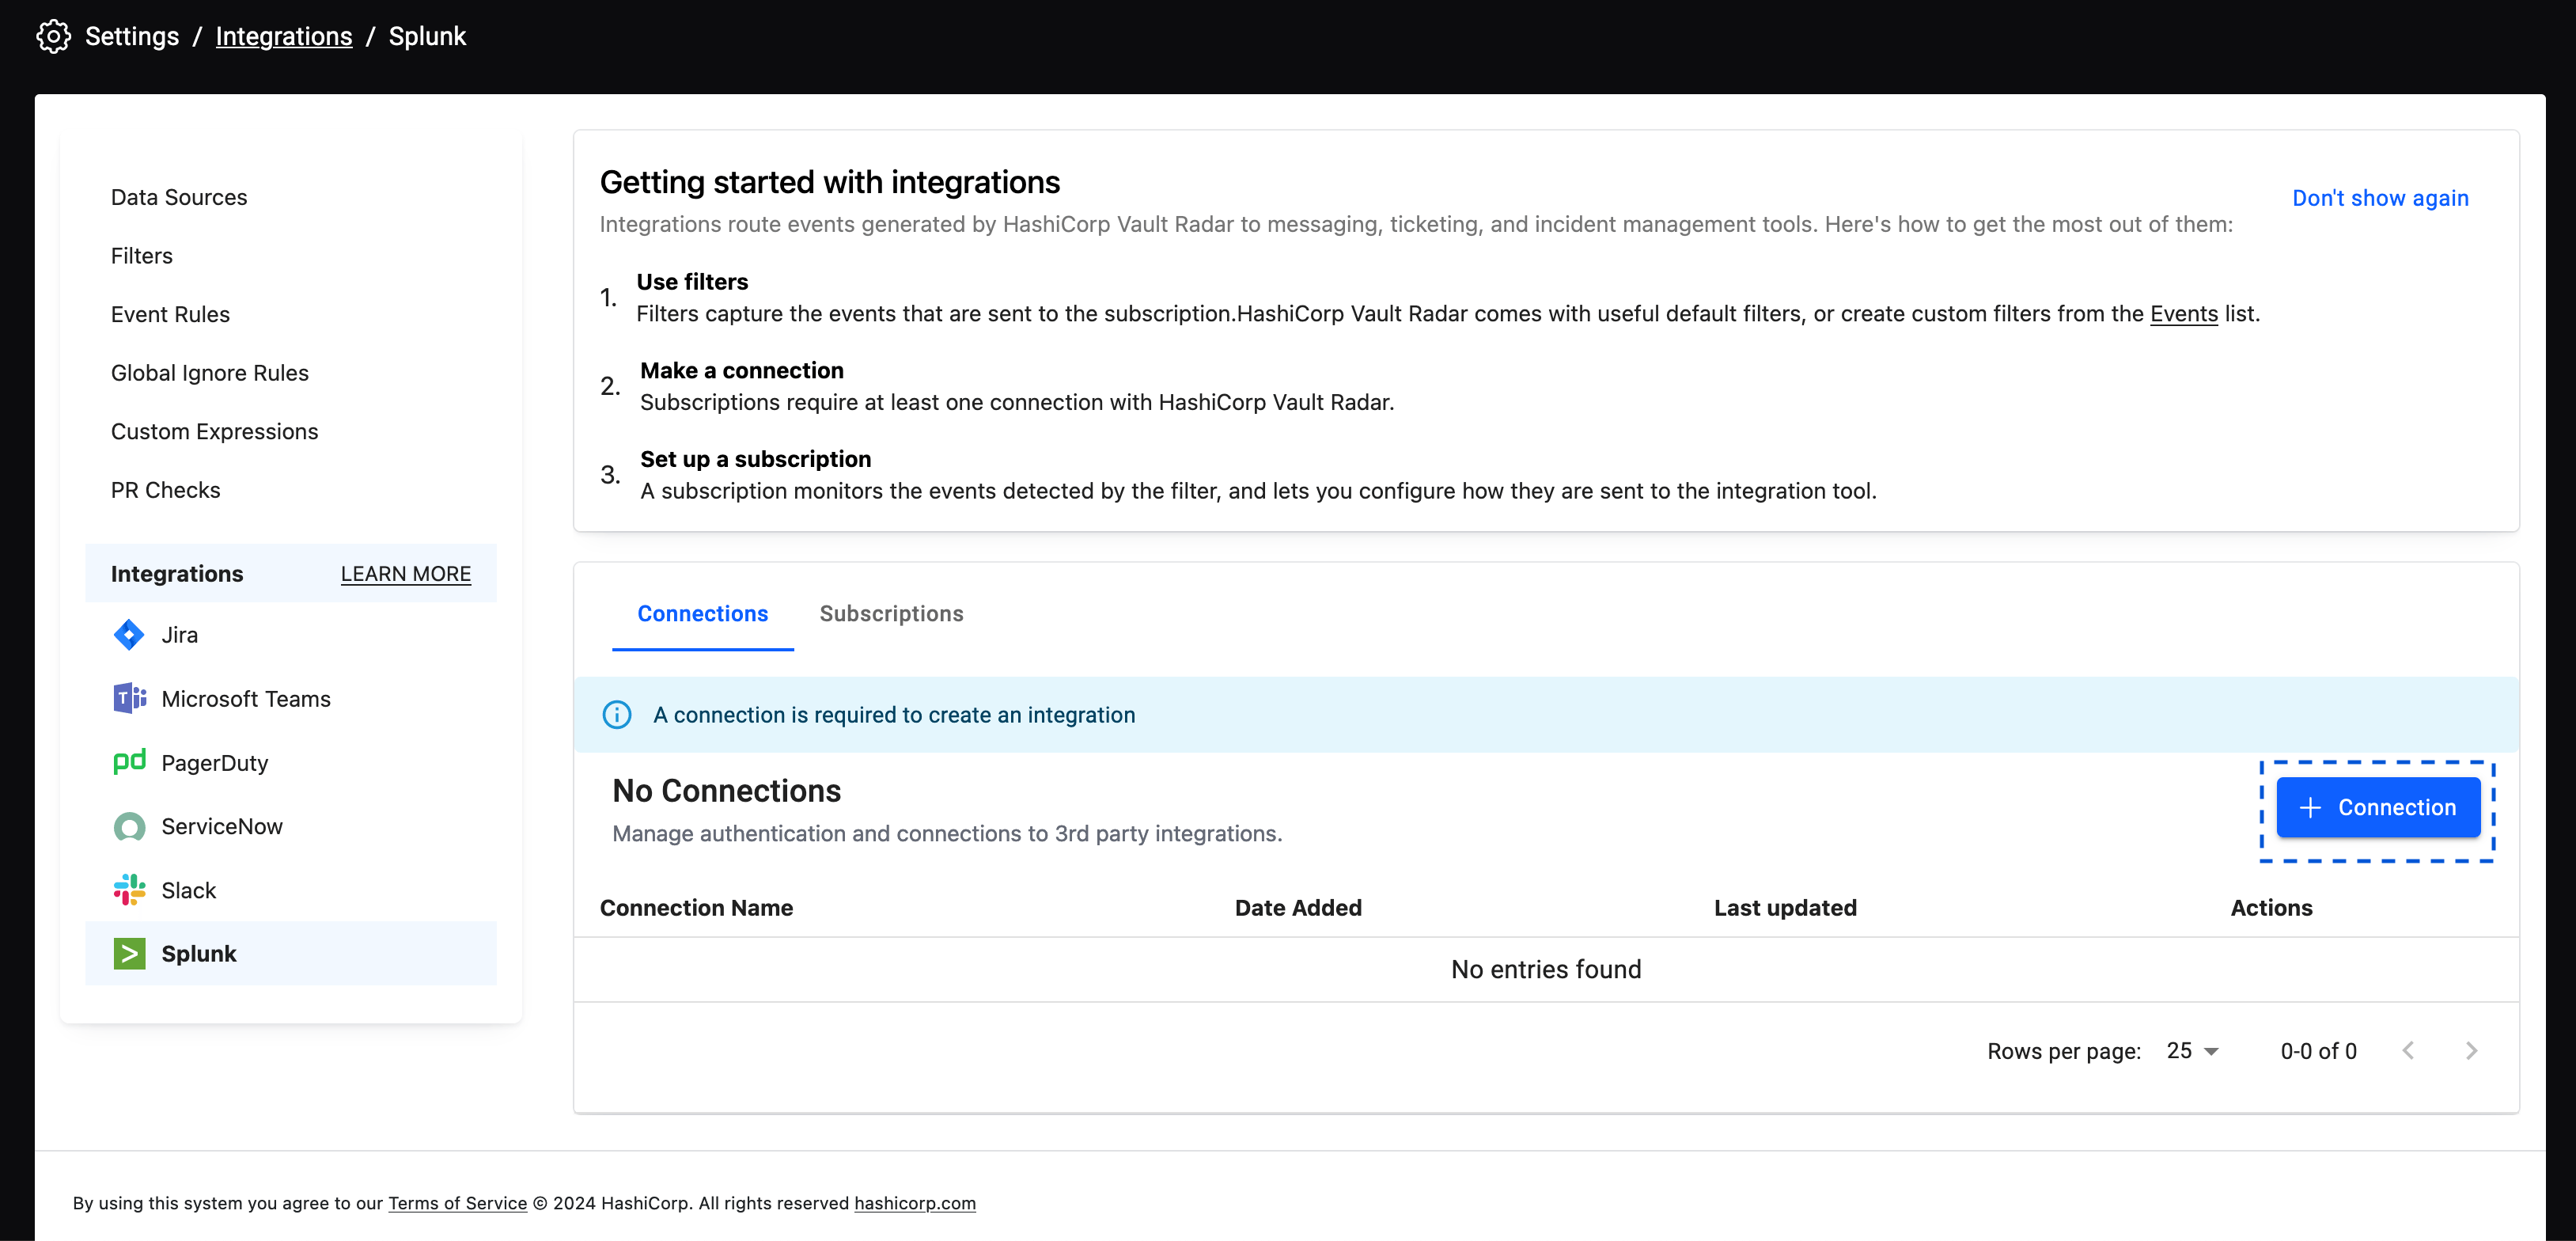 Settings / Integrations / Splunk
Data Sources
Filters
Event Rules
Global Ignore Rules
Custom Expressions
PR Checks
Integrations LEARN MORE
Jira
Microsoft Teams
PagerDuty
ServiceNow
Slack
Splunk
Getting started with integrations
Don't show again
Integrations route events generated by HashiCorp Vault Radar to messaging, ticketing, and incident management tools. Here's how to get the most out of them:
1. Use filters
Filters capture the events that are sent to the subscription.HashiCorp Vault Radar comes with useful default filters, or create custom filters from the Events list.
2. Make a connection
Subscriptions require at least one connection with HashiCorp Vault Radar.
3. Set up a subscription
A subscription monitors the events detected by the filter, and lets you configure how they are sent to the integration tool.
Connections Subscriptions
A connection is required to create an integration
No Connections
Manage authentication and connections to 3rd party integrations.
+ Connection
Connection Name Date Added Last updated Actions
No entries found
Rows per page: 25 0-0 of 0
By using this system you agree to our Terms of Service © 2024 HashiCorp. All rights reserved hashicorp.com